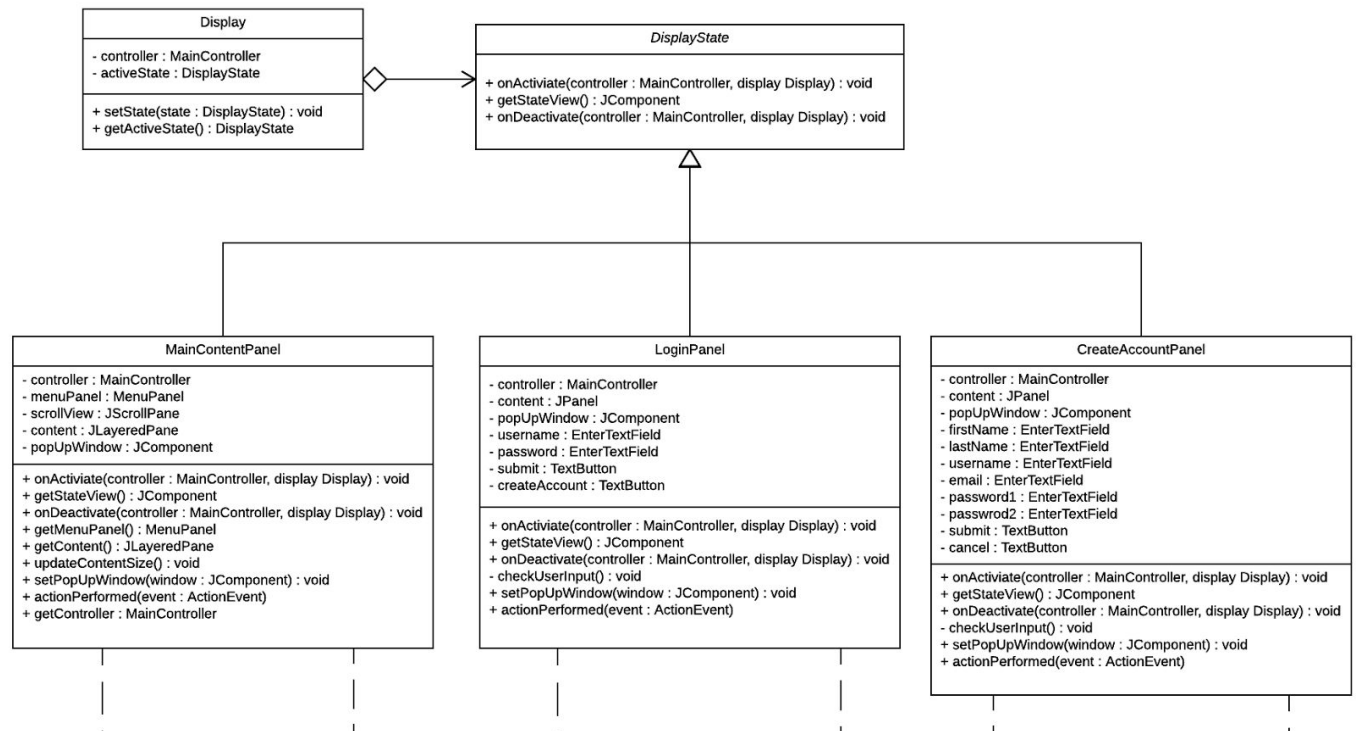 Display
- controller : MainController
- activeState : DisplayState
+ setState(state : DisplayState) : void
+ getActiveState() : DisplayState
DisplayState
+ onActiviate(controller : MainController, display Display) : void
+ getStateView() : JComponent
+ onDeactivate(controller : MainController, display Display) : void
MainContentPanel
- controller : MainController
- menuPanel : MenuPanel
- scrollView : JScrollPane
- content : JLayeredPane
- popUpWindow : JComponent
+ onActiviate(controller : MainController, display Display) : void
+ getStateView() : JComponent
+ onDeactivate(controller : MainController, display Display) : void
+ getMenuPanel() : MenuPanel
+ getContent() : JLayeredPane
+ updateContentSize() : void
+ setPopUpWindow(window : JComponent) : void
+ actionPerformed(event : ActionEvent)
+ getController : MainController
LoginPanel
- controller : MainController
- content : JPanel
- popUpWindow : JComponent
- username : EnterTextField
- password : EnterTextField
- submit : TextButton
- createAccount : TextButton
+ onActiviate(controller : MainController, display Display) : void
+ getStateView() : JComponent
+ onDeactivate(controller : MainController, display Display) : void
- checkUserInput() : void
+ setPopUpWindow(window : JComponent) : void
+ actionPerformed(event : ActionEvent)
CreateAccountPanel
- controller : MainController
- content : JPanel
- popUpWindow : JComponent
- firstName : EnterTextField
- lastName : EnterTextField
- username : EnterTextField
- email : EnterTextField
- password1 : EnterTextField
- passwrod2 : EnterTextField
- submit : TextButton
- cancel : TextButton
+ onActiviate(controller : MainController, display Display) : void
+ getStateView() : JComponent
+ onDeactivate(controller : MainController, display Display) : void
- checkUserInput() : void
+ setPopUpWindow(window : JComponent) : void
+ actionPerformed(event : ActionEvent)